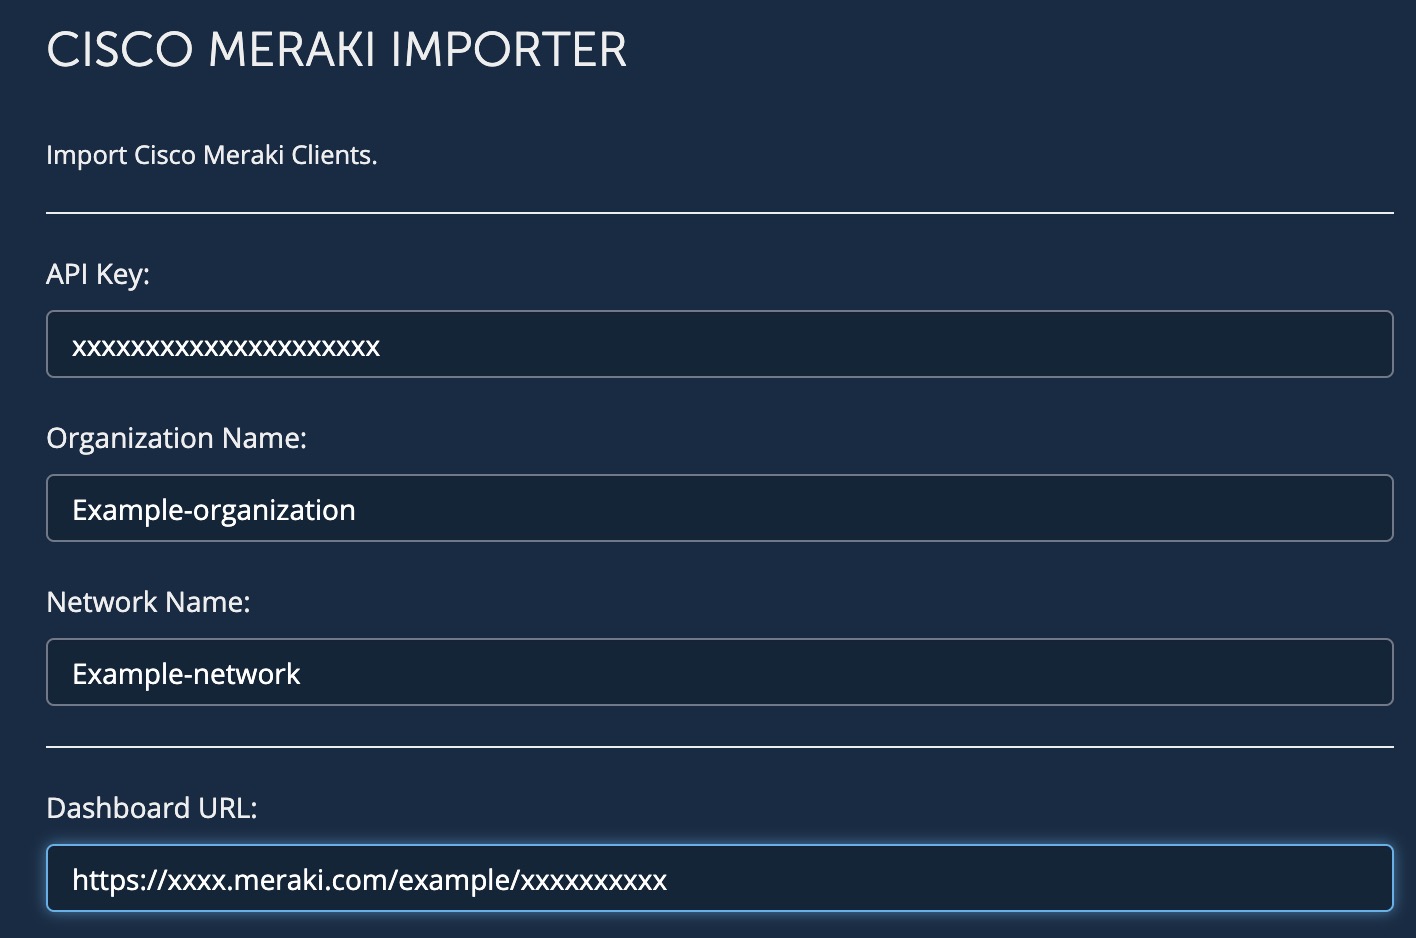 CISCO MERAKI IMPORTER
Import Cisco Meraki Clients.
API Key:
xxxxxxxxxxxxxxxxxxxxx
Organization Name:
Example-organization
Network Name:
Example-network
Dashboard URL:
https://xxxx.meraki.com/example/xxxxxxxxxx